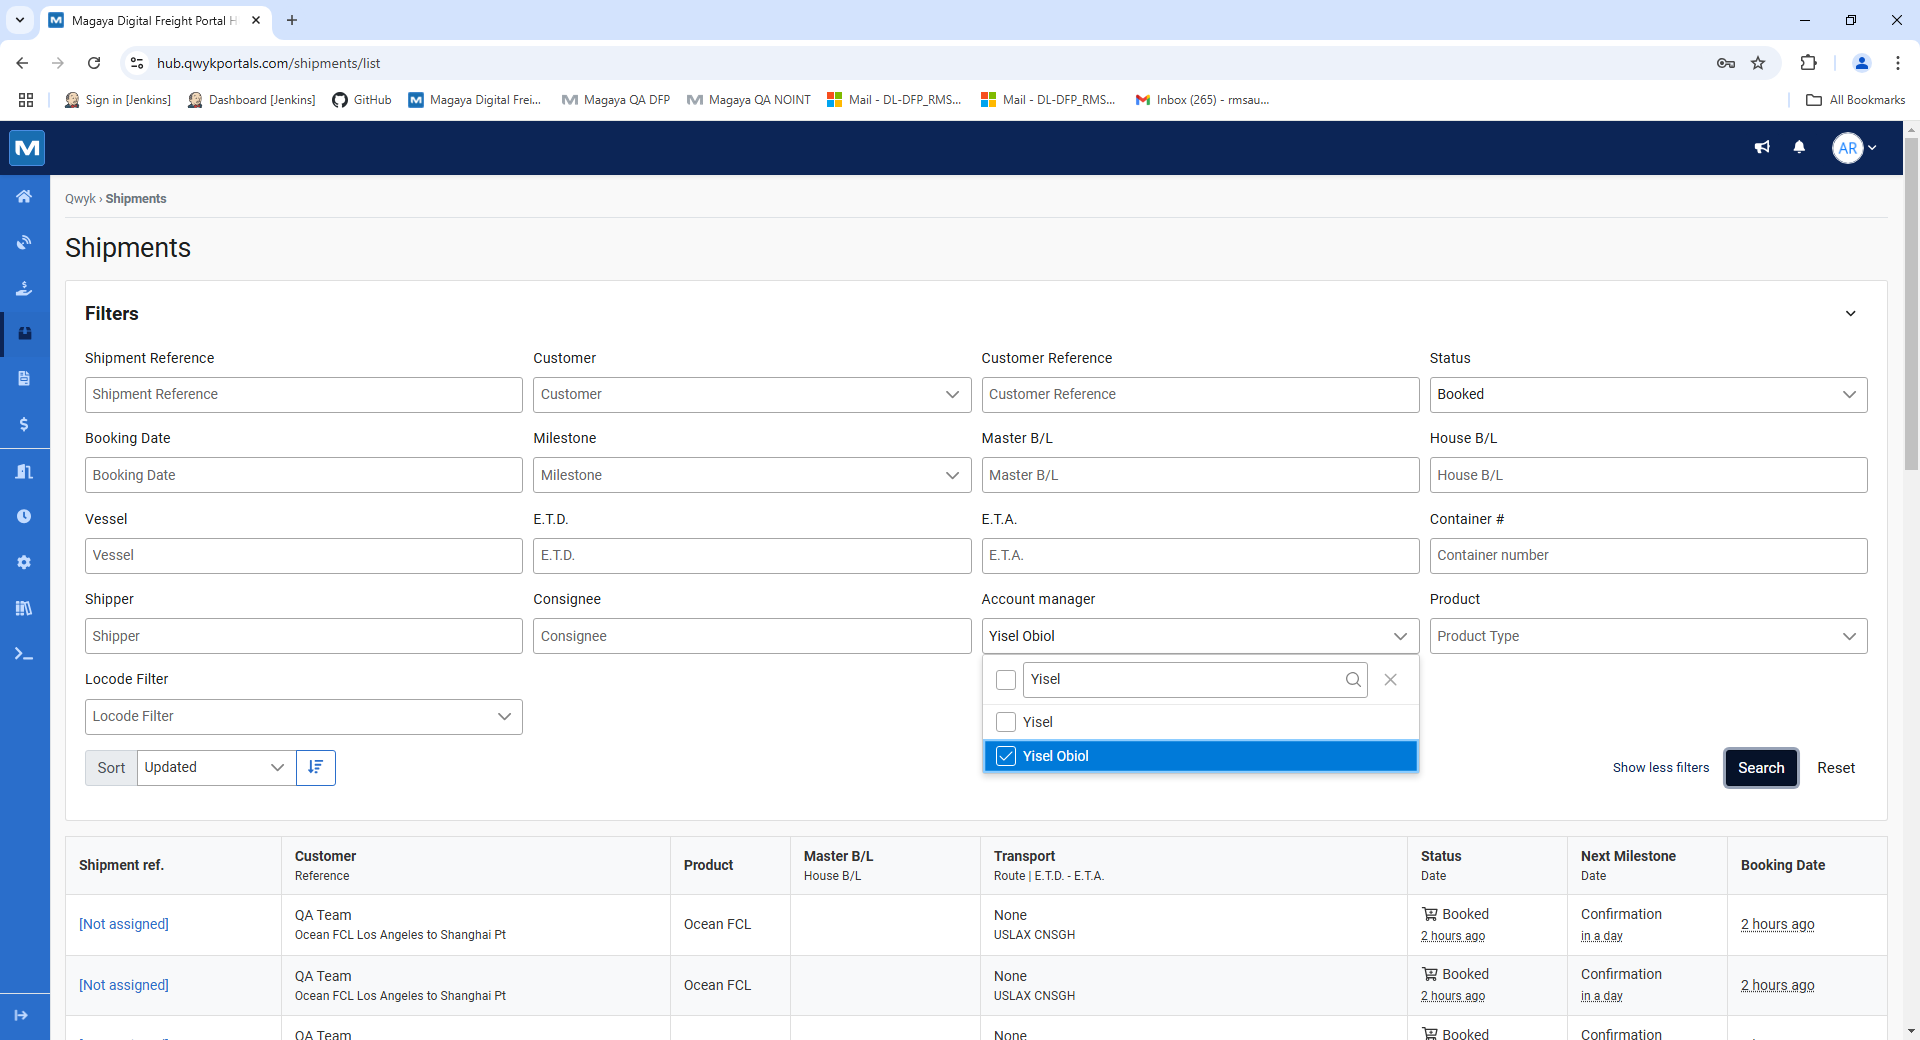 Magaya Digital Freight Portal H
hub.qwykportals.com/shipments/list
Sign in [Jenkins]
Dashboard [Jenkins]
GitHub
Magaya Digital Frei...
Magaya QA DFP
Magaya QA NOINT
Mail - DL-DFP_RMS...
Mail - DL-DFP_RMS...
Inbox (265) - rmsau...
All Bookmarks
AR
Qwyk › Shipments
Shipments
Filters
Shipment Reference
Customer
Customer Reference
Status
Shipment Reference
Customer
Customer Reference
Booked
Booking Date
Milestone
Master B/L
House B/L
Booking Date
Milestone
Master B/L
House B/L
Vessel
E.T.D.
E.T.A.
Container #
Vessel
E.T.D.
E.T.A.
Container number
Shipper
Consignee
Account manager
Product
Shipper
Consignee
Yisel Obiol
Product Type
Locode Filter
Yisel
Locode Filter
Yisel
Yisel Obiol
Sort
Updated
Show less filters
Search
Reset
Shipment ref.
Customer
Reference
Product
Master B/L
House B/L
Transport
Route | E.T.D. - E.T.A.
Status
Date
Next Milestone
Date
Booking Date
[Not assigned]
QA Team
Ocean FCL Los Angeles to Shanghai Pt
Ocean FCL
None
USLAX CNSGH
Booked
2 hours ago
Confirmation
in a day
2 hours ago
[Not assigned]
QA Team
Ocean FCL Los Angeles to Shanghai Pt
Ocean FCL
None
USLAX CNSGH
Booked
2 hours ago
Confirmation
in a day
2 hours ago
QA Team
None
Booked
Confirmation